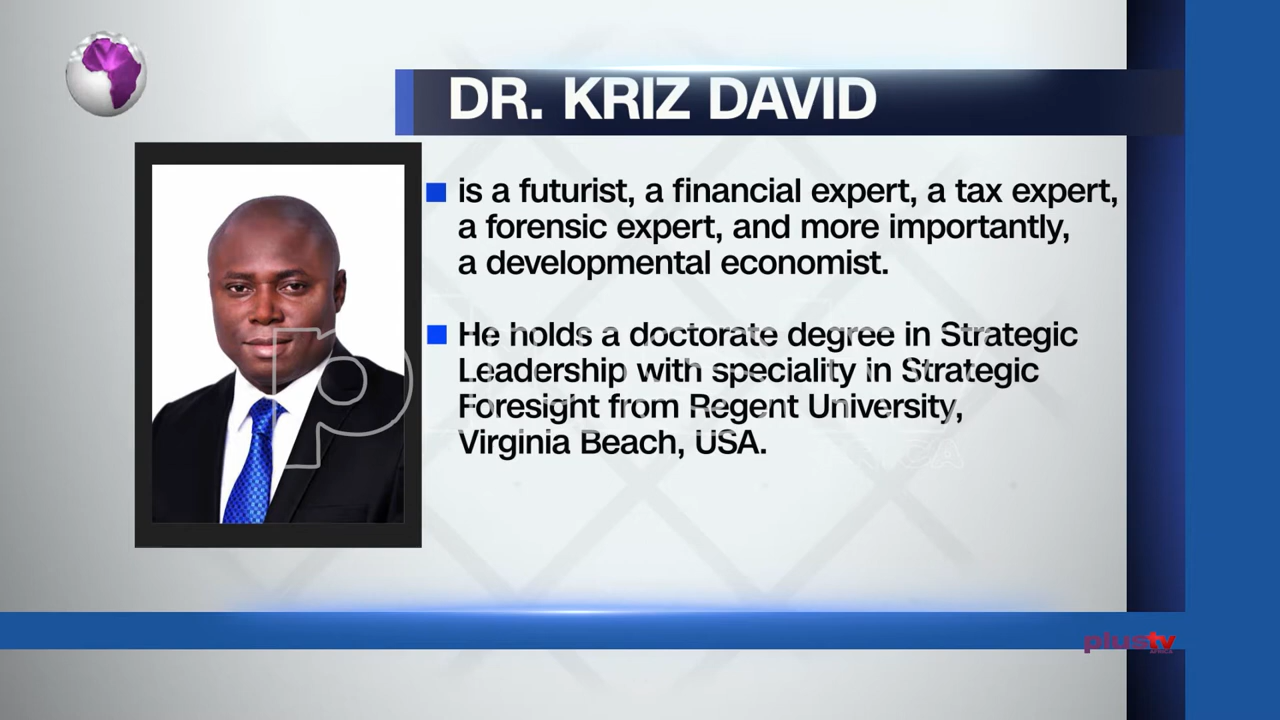 DR. KRIZ DAVID
is a futurist, a financial expert, a tax expert,
a forensic expert, and more importantly,
a developmental economist.
He holds a doctorate degree in Strategic
Leadership with speciality in Strategic
Foresight from Regent University,
Virginia Beach, USA.
plustv
AFRICA